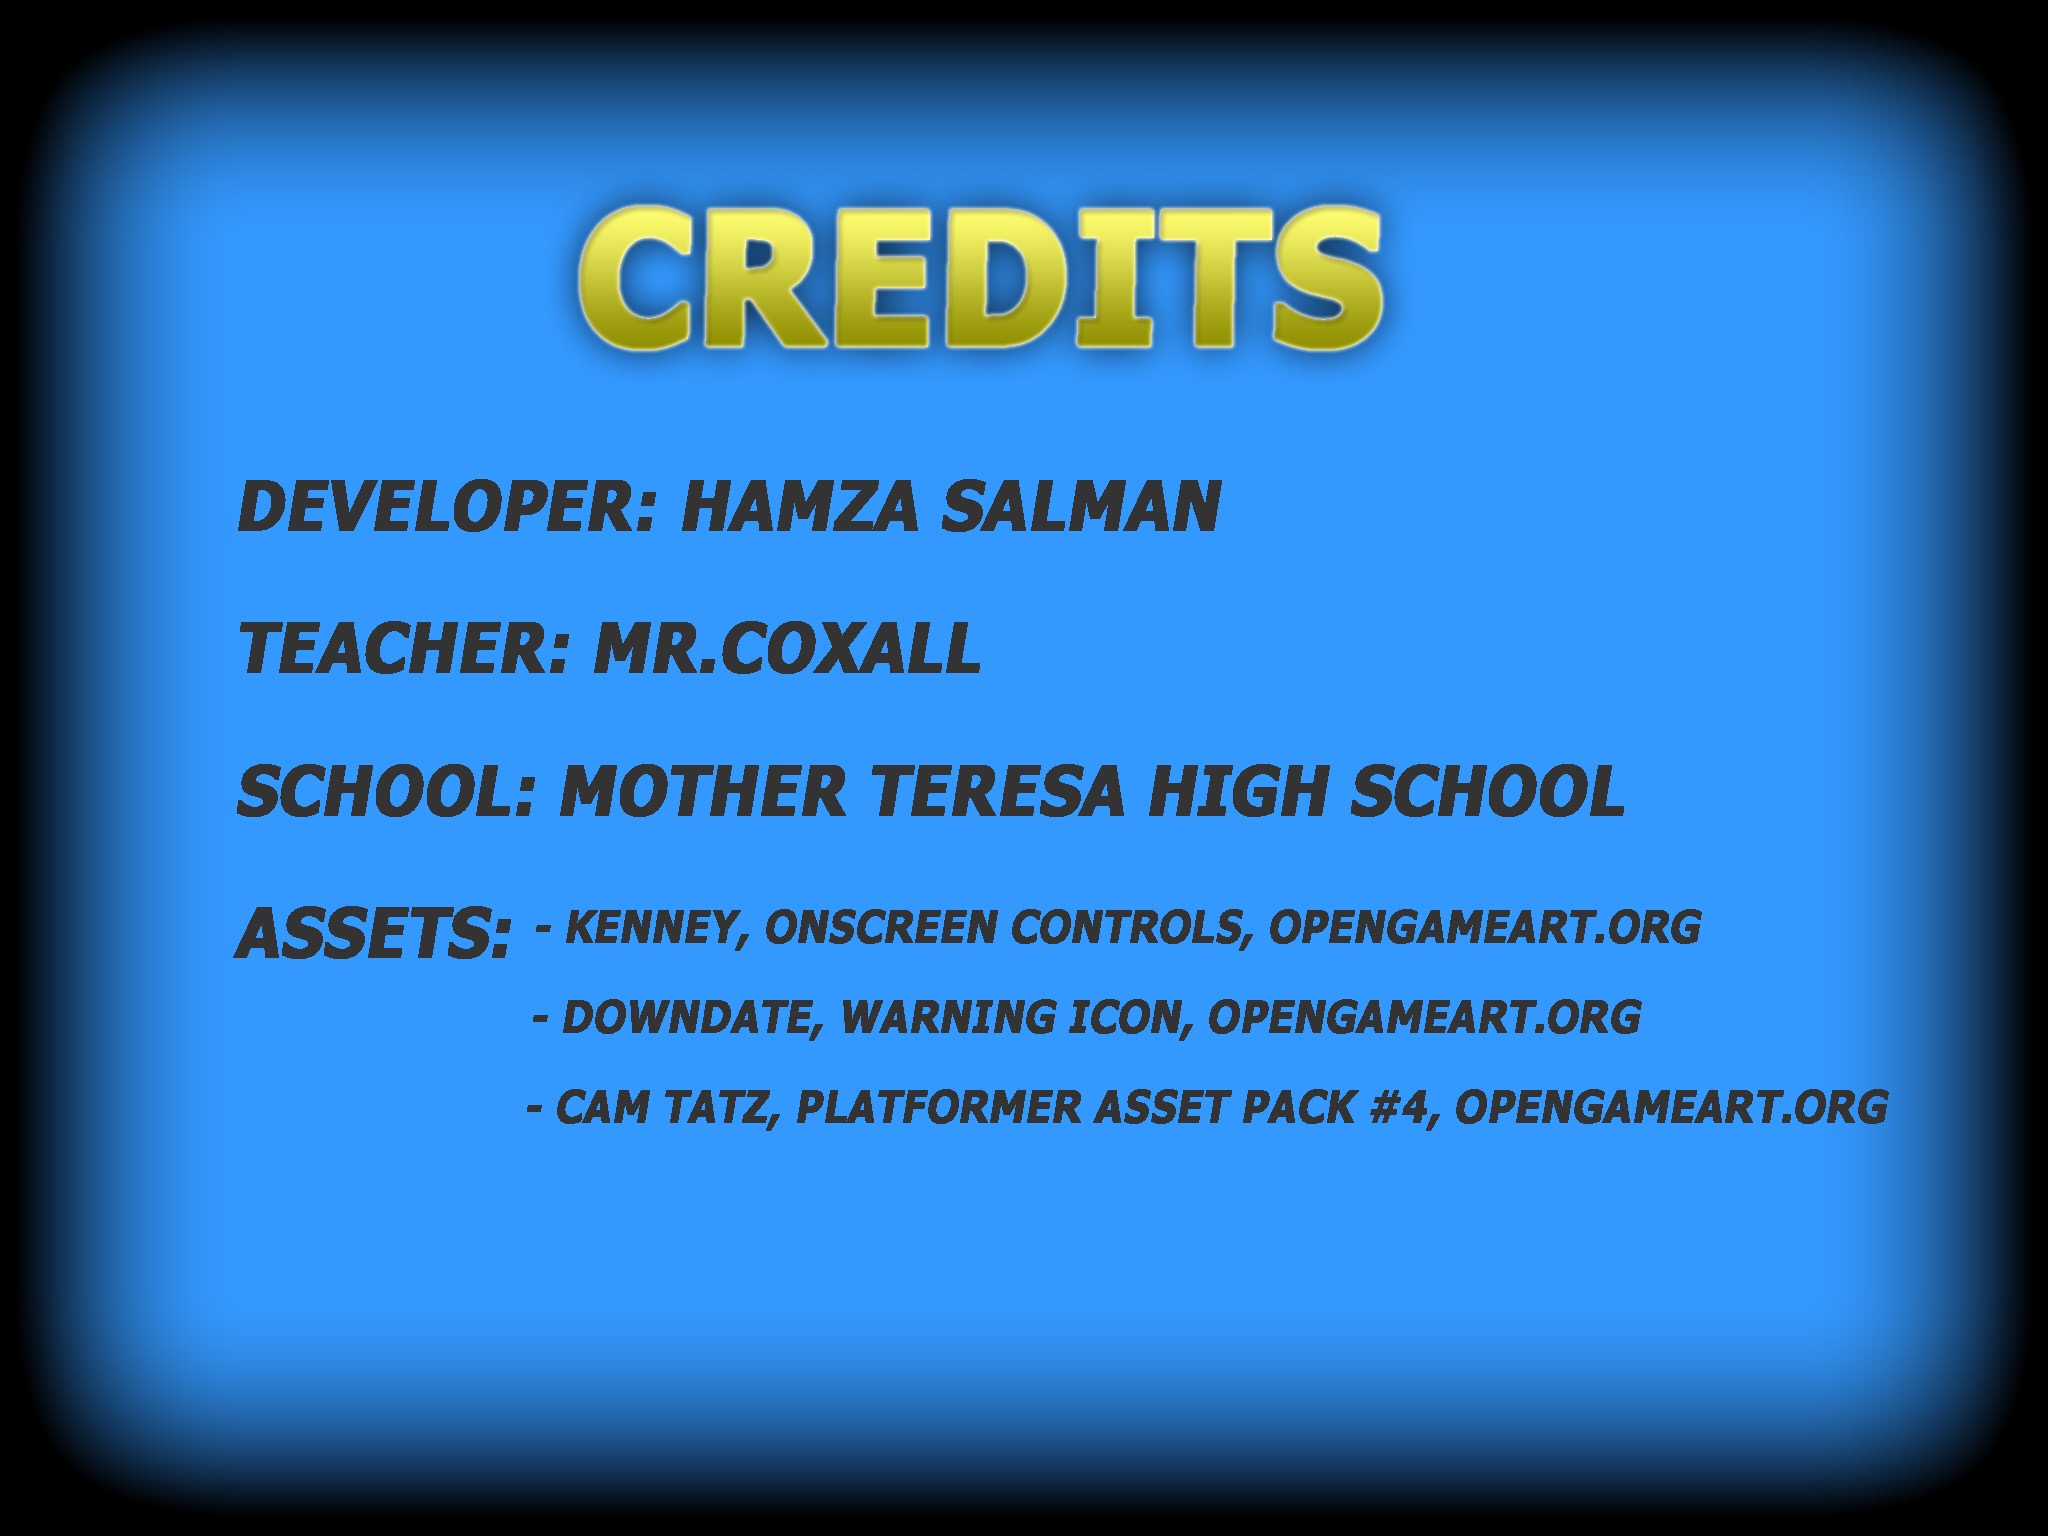 CREDITS
DEVELOPER: HAMZA SALMAN
TEACHER: MR.COXALL
SCHOOL: MOTHER TERESA HIGH SCHOOL
ASSETS: - KENNEY, ONSCREEN CONTROLS, OPENGAMEART.ORG
- DOWNDATE, WARNING ICON, OPENGAMEART.ORG
- CAM TATZ, PLATFORMER ASSET PACK #4, OPENGAMEART.ORG